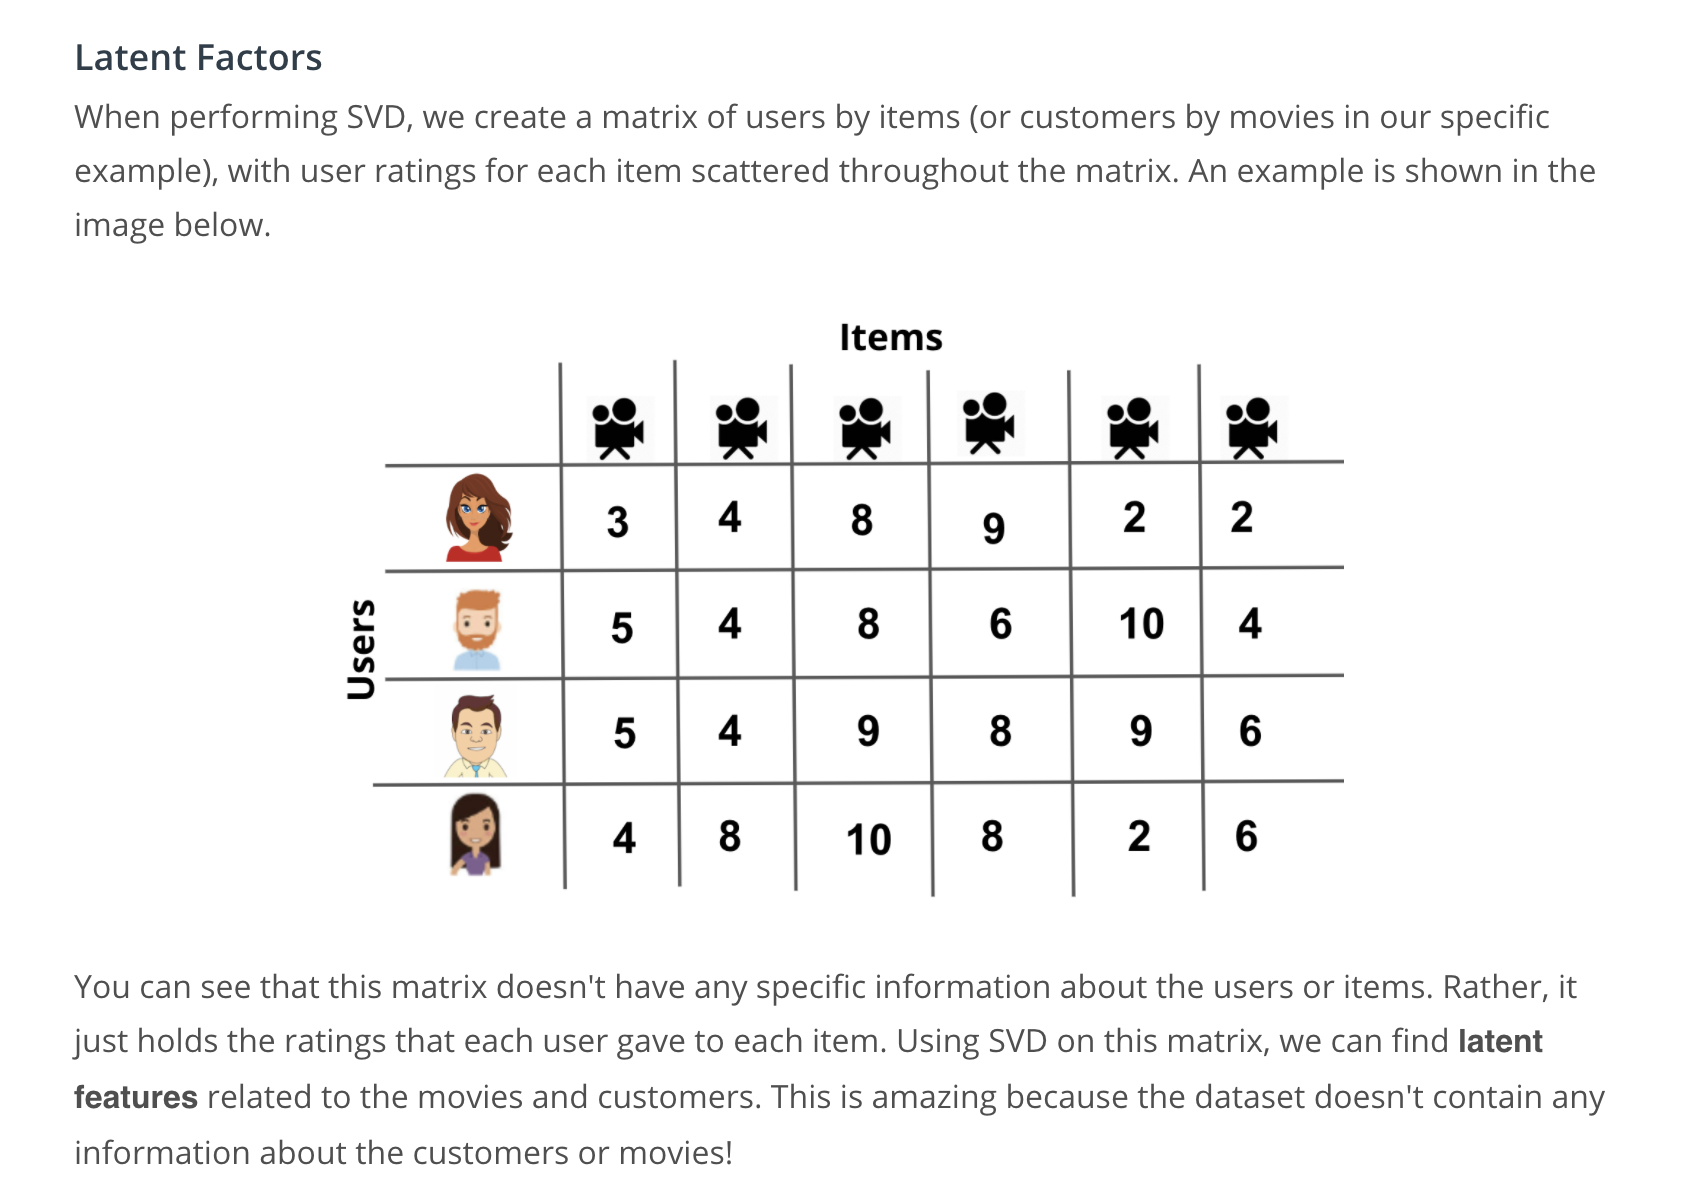 Latent Factors
When performing SVD, we create a matrix of users by items (or customers by movies in our specific
example), with user ratings for each item scattered throughout the matrix. An example is shown in the
image below.
Items
Users
3 4 8 9 2 2
5 4 8 6 10 4
5 4 9 8 9 6
4 8 10 8 2 6
You can see that this matrix doesn't have any specific information about the users or items. Rather, it
just holds the ratings that each user gave to each item. Using SVD on this matrix, we can find latent
features related to the movies and customers. This is amazing because the dataset doesn't contain any
information about the customers or movies!